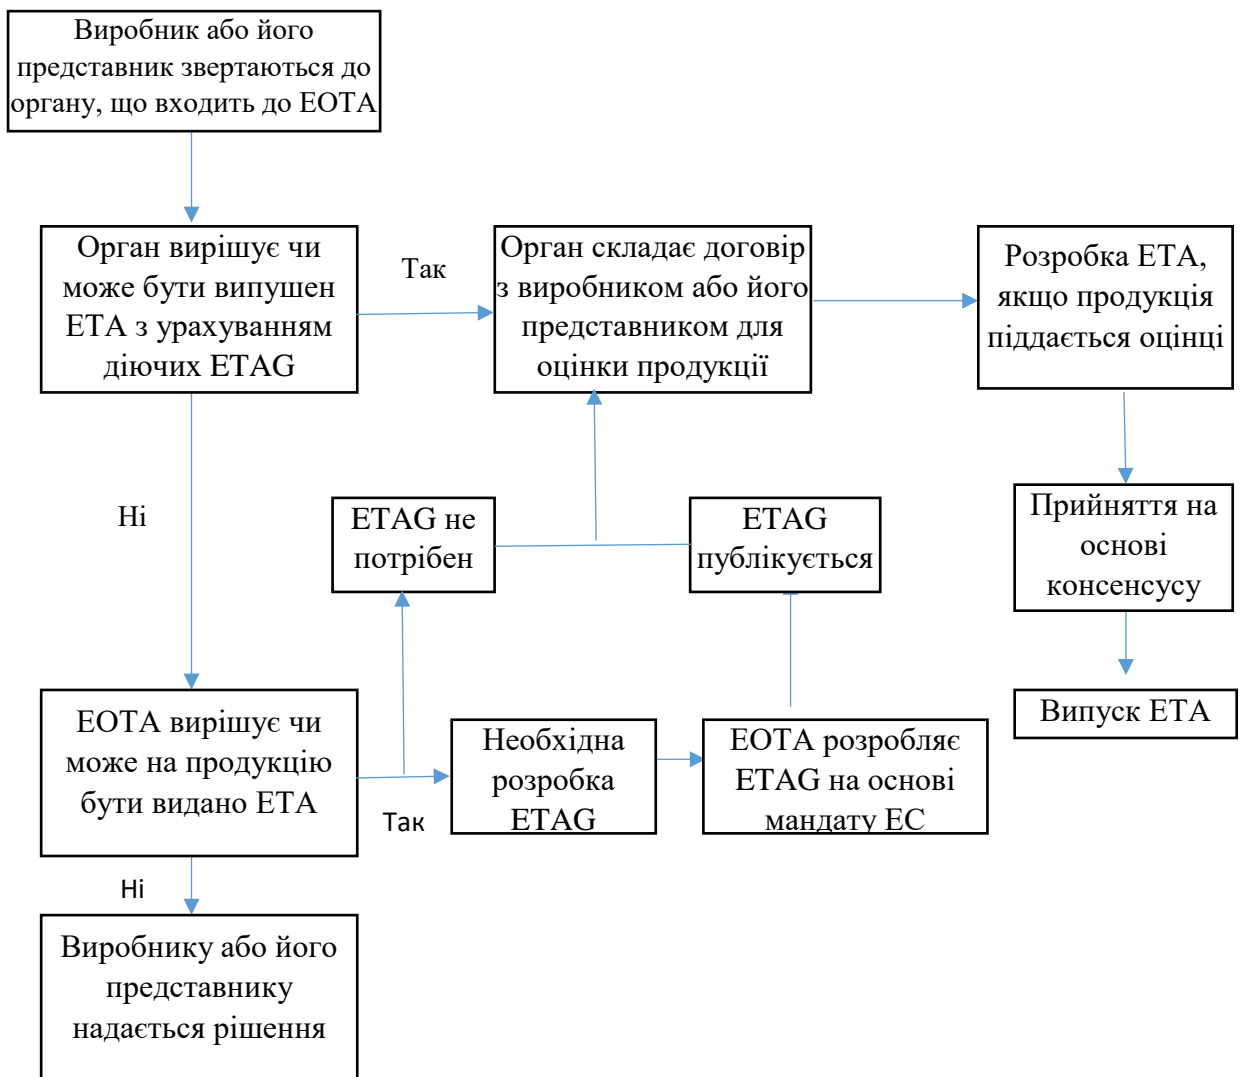 Виробник або його
представник звертаються до
органу, що входить до ЕОТА
Орган вирішує чи
може бути випушен
ЕТА з урахуванням
діючих ETAG
Так
Орган складає договір
з виробником або його
представником для
оцінки продукції
Розробка ЕТА,
якщо продукція
піддається оцінці
Ні
ETAG не
потрібен
ETAG
публікується
Прийняття на
основі
консенсусу
Випуск ЕТА
ЕОТА вирішує чи
може на продукцію
бути видано ЕТА
Так
Необхідна
розробка
ETAG
ЕОТА розробляє
ETAG на основі
мандату ЕС
Ні
Виробнику або його
представнику
надається рішення